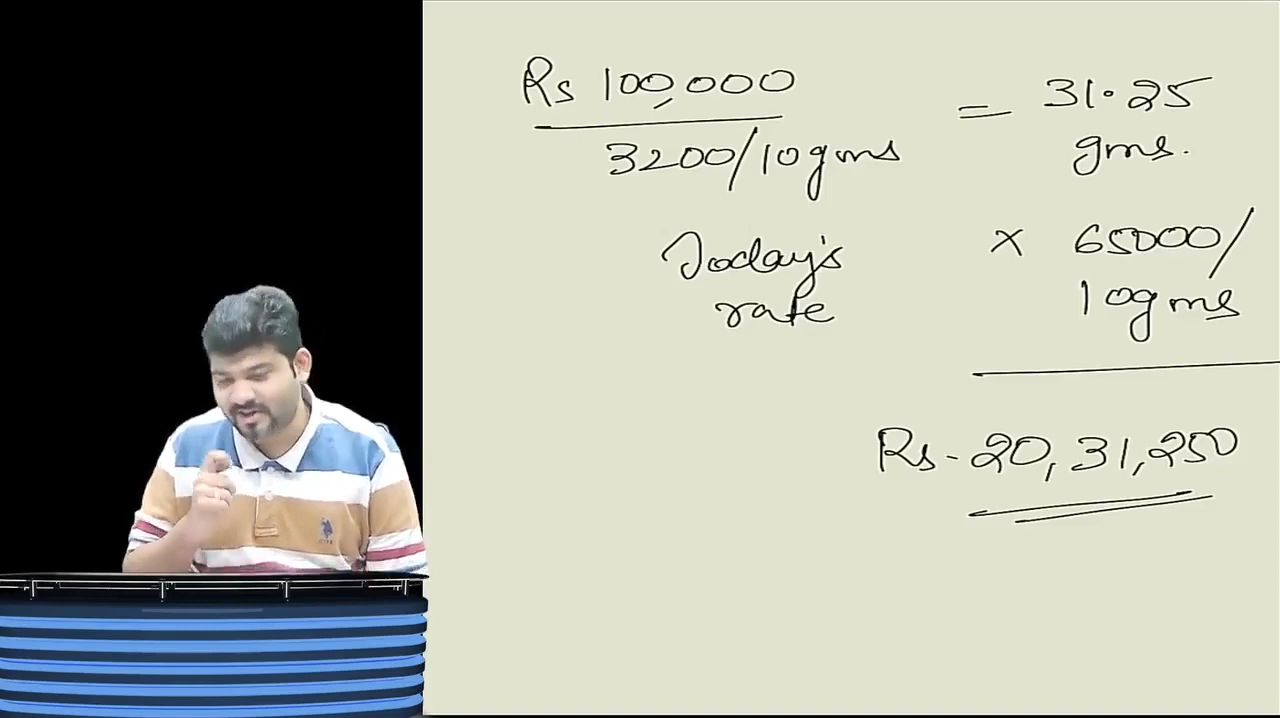 Rs 100,000 = 31.25
3200/10gms gms.
Today's × 65000/
rate 10gms
Rs - 20,31,250